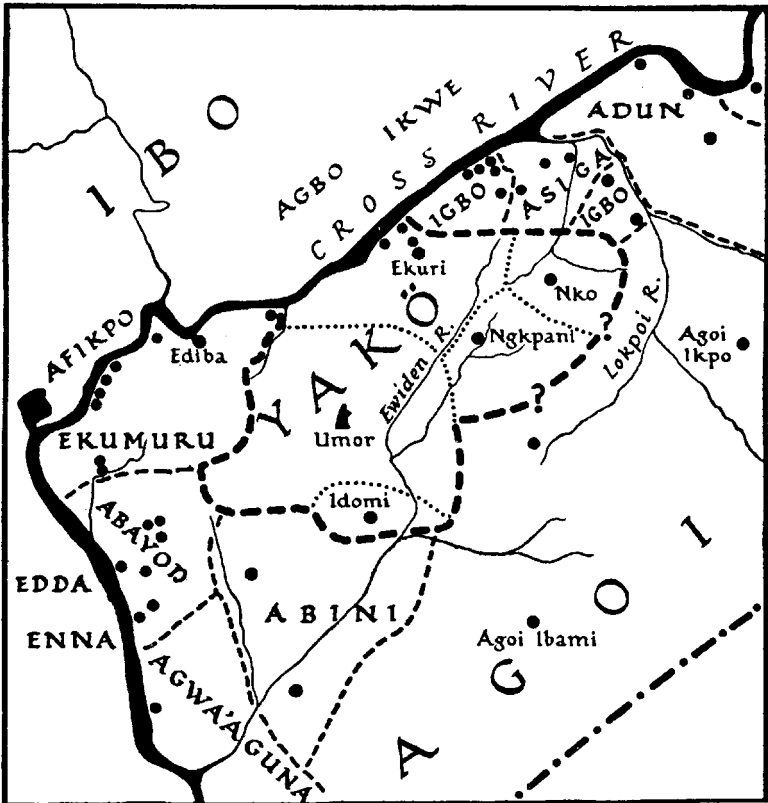 IBO
AGBO IKWE
CROSS RIVER
ADUN
IGBO
ASIGA
IGBO
Ekuri
Nko
YAKÖ
Ewiden R.
Ngkpani
?
Lokpoi R.
Agoi
Ikpo
AFIKPO
Ediba
?
Umor
EKUMURU
Idomi
ABAYOD
EDDA
ABINI
ENNA
Agoi Ibami
AGWA'AGUNA
AGOI